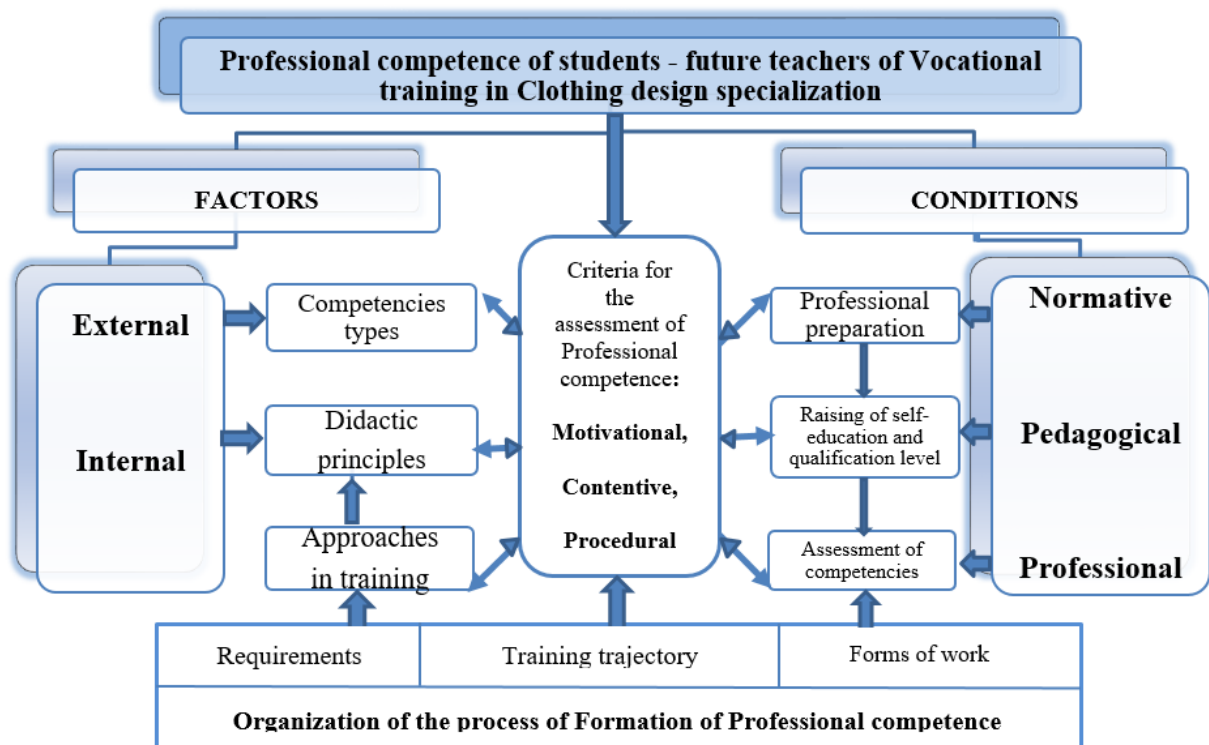 Professional competence of students - future teachers of Vocational
training in Clothing design specialization
FACTORS
CONDITIONS
External
Internal
Competencies
types
Didactic
principles
Approaches
in training
Criteria for
the
assessment of
Professional
competence:
Motivational,
Contentive,
Procedural
Professional
preparation
Raising of self-
education and
qualification level
Assessment of
competencies
Normative
Pedagogical
Professional
Requirements
Training trajectory
Forms of work
Organization of the process of Formation of Professional competence